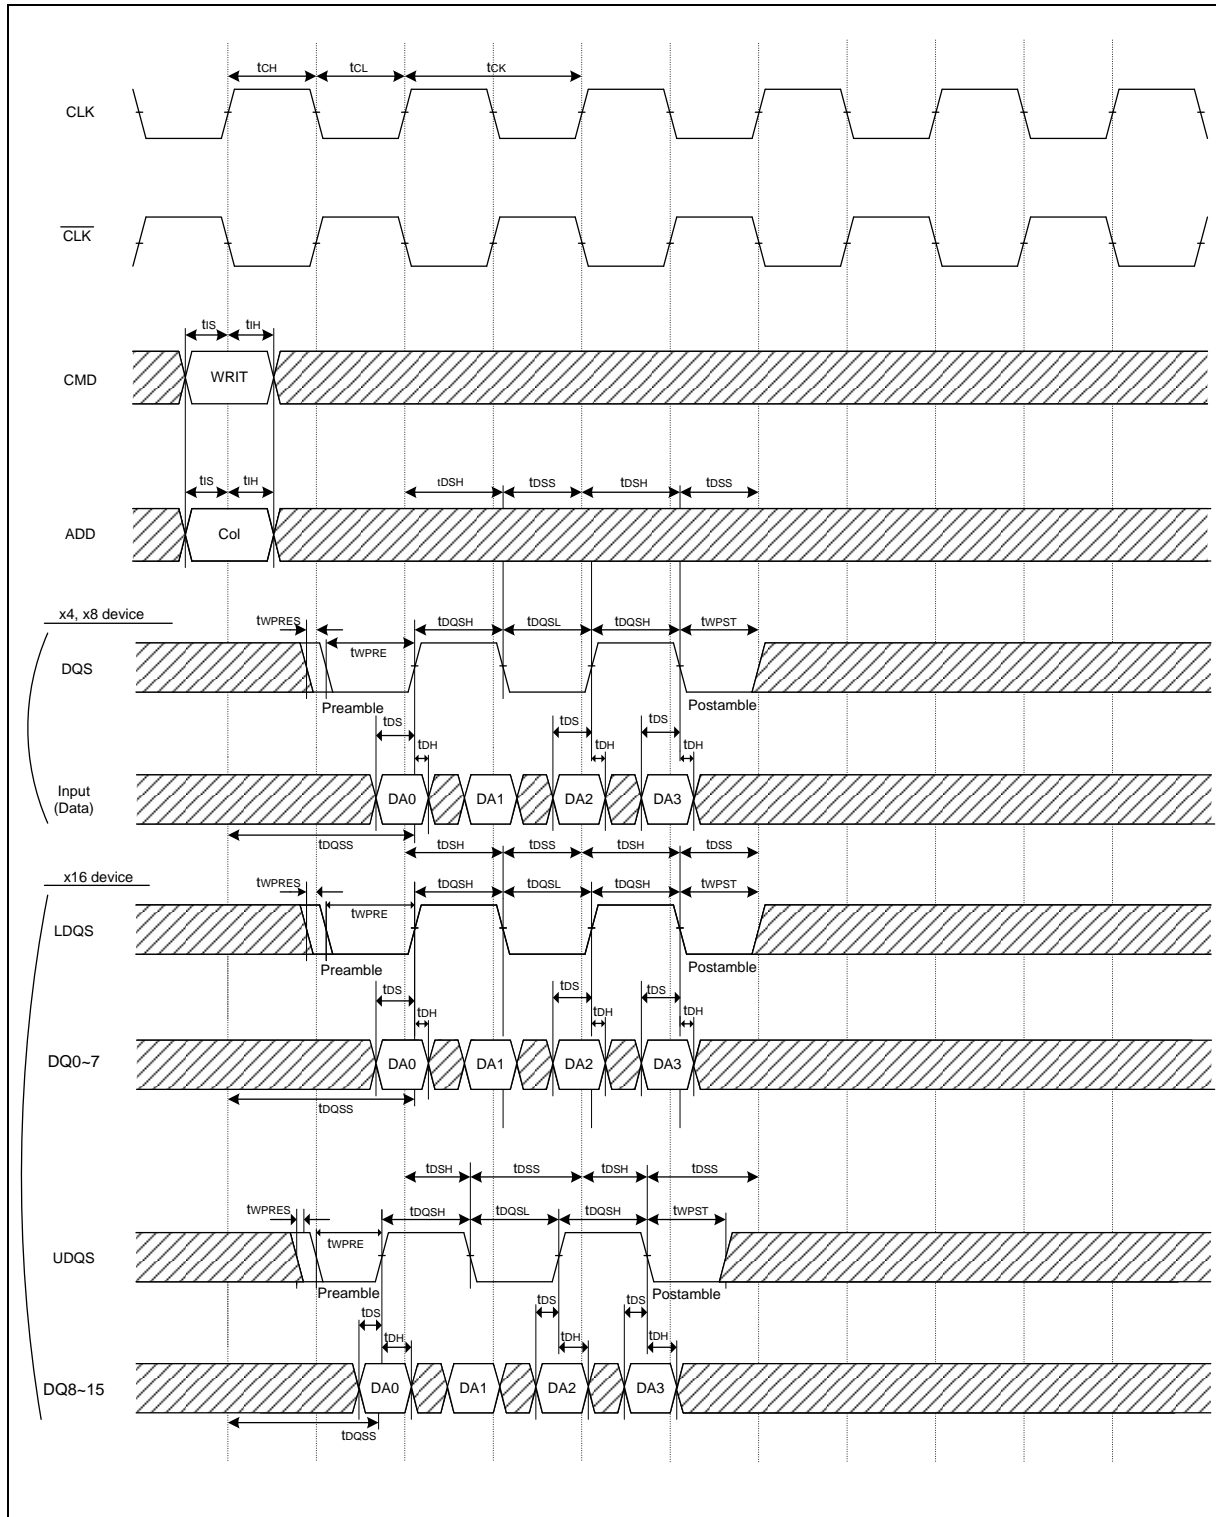 tCH tCL tCK
CLK
CLK
tIS tIH
CMD WRIT
tIS tIH tDSH tDSS tDSH tDSS
ADD Col
x4, x8 device
tWPRES tDQSH tDQSL tDQSH tWPST
tWPRE
DQS
Preamble Postamble
tDS tDS tDS
tDH tDH tDH
Input
(Data)
DA0 DA1 DA2 DA3
tDQSS
tDSH tDSS tDSH tDSS
x16 device
tWPRES tDQSH tDQSL tDQSH tWPST
tWPRE
LDQS
Preamble Postamble
tDS tDS tDS
tDH tDH tDH
DQ0~7 DA0 DA1 DA2 DA3
tDQSS
tDSH tDSS tDSH tDSS
tWPRES tDQSH tDQSL tDQSH tWPST
tWPRE
UDQS
Preamble Postamble
tDS tDS tDS
tDH tDH tDH
DQ8~15 DA0 DA1 DA2 DA3
tDQSS